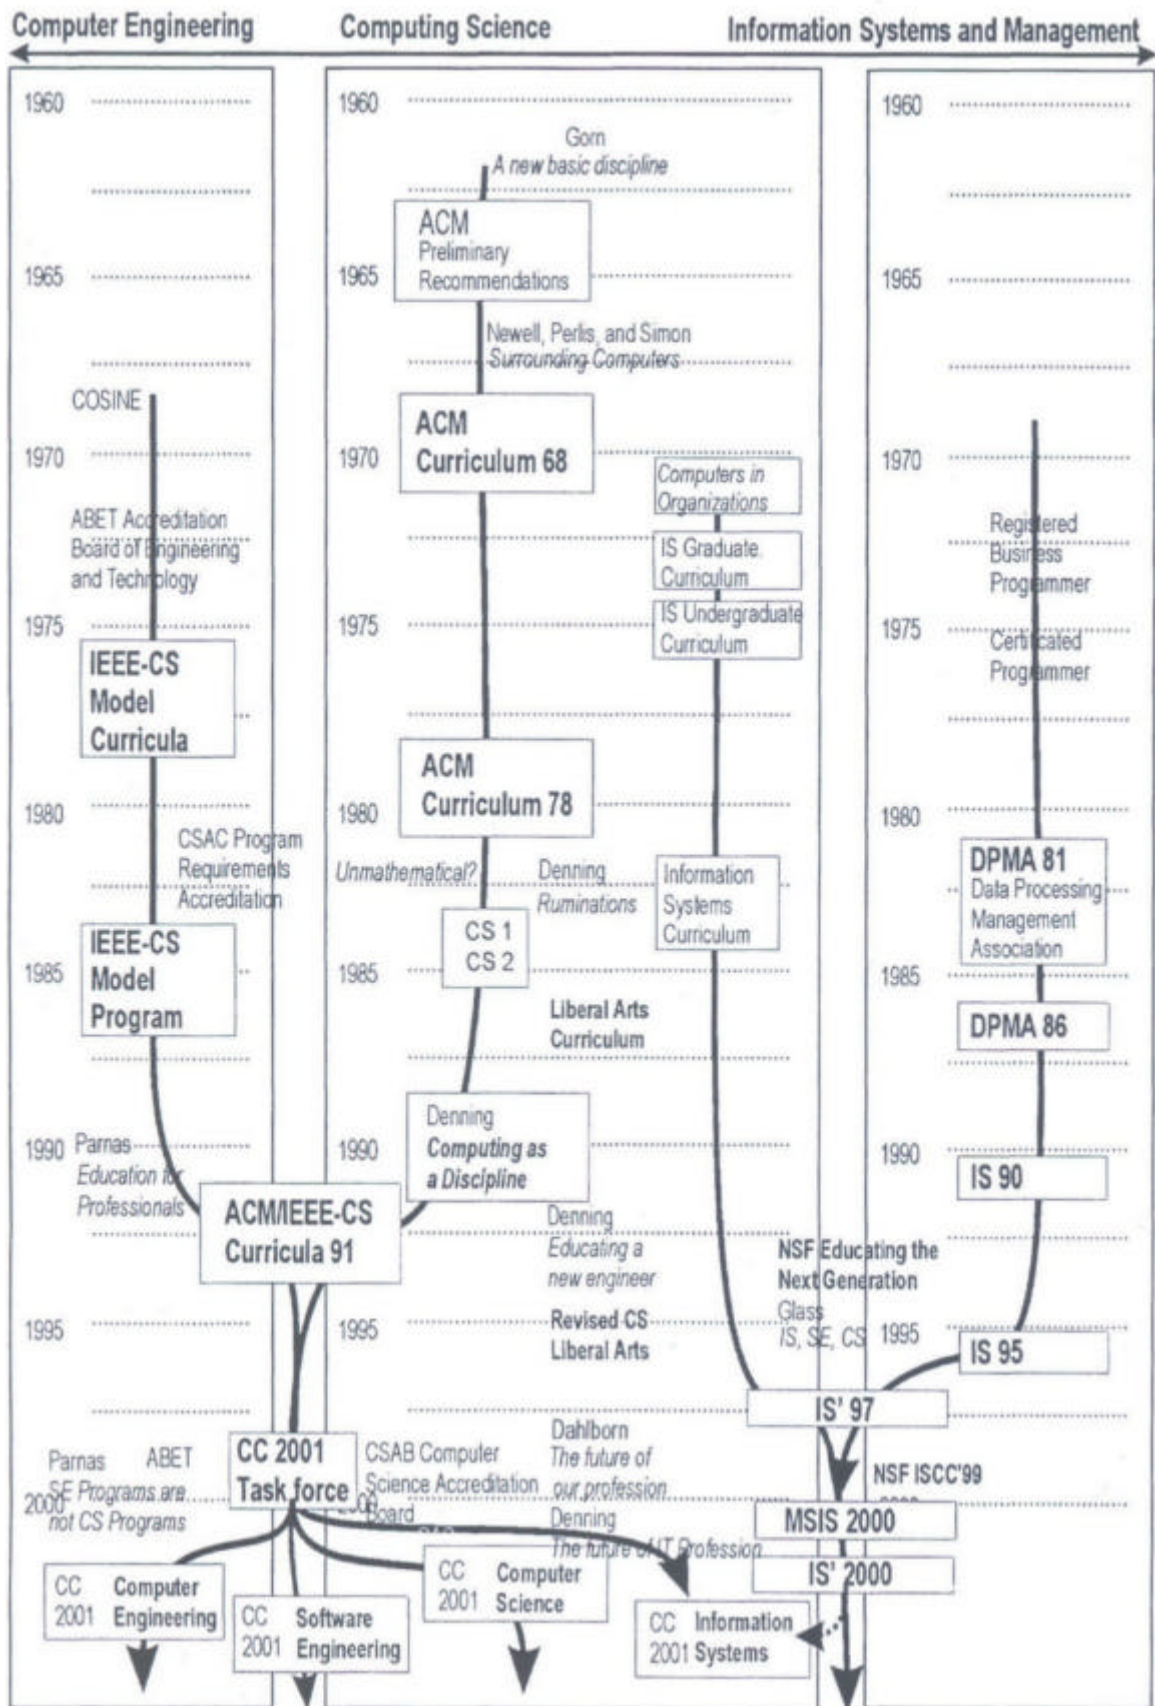 Computer Engineering
Computing Science
Information Systems and Management
1960
1965
1970
1975
1980
1985
1990
1995
2000
COSINE
ABET Accreditation
Board of Engineering
and Technology
IEEE-CS
Model
Curricula
CSAC Program
Requirements
Accreditation
IEEE-CS
Model
Program
Parnas
Education for
Professionals
ACM/IEEE-CS
Curricula 91
Parnas
ABET
SE Programs are
not CS Programs
CC 2001
Task force
CC
2001
Computer
Engineering
CC
2001
Software
Engineering
1960
1965
1970
1975
1980
1985
1990
1995
Gorn
A new basic discipline
ACM
Preliminary
Recommendations
Newell, Perlis, and Simon
Surrounding Computers
ACM
Curriculum 68
Computers in
Organizations
IS Graduate
Curriculum
IS Undergraduate
Curriculum
ACM
Curriculum 78
Unmathematical?
Denning
Ruminations
Information
Systems
Curriculum
CS 1
CS 2
Liberal Arts
Curriculum
Denning
Computing as
a Discipline
Denning
Educating a
new engineer
Revised CS
Liberal Arts
CSAB Computer
Science Accreditation
Board
Dahlborn
The future of
our profession
Denning
The future of IT Profession
CC
2001
Computer
Science
CC
2001
Information
Systems
1960
1965
1970
1975
1980
1985
1990
1995
Registered
Business
Programmer
Certificated
Programmer
DPMA 81
Data Processing
Management
Association
DPMA 86
IS 90
NSF Educating the
Next Generation
Glass
IS, SE, CS
IS 95
IS' 97
NSF ISCC'99
MSIS 2000
IS' 2000